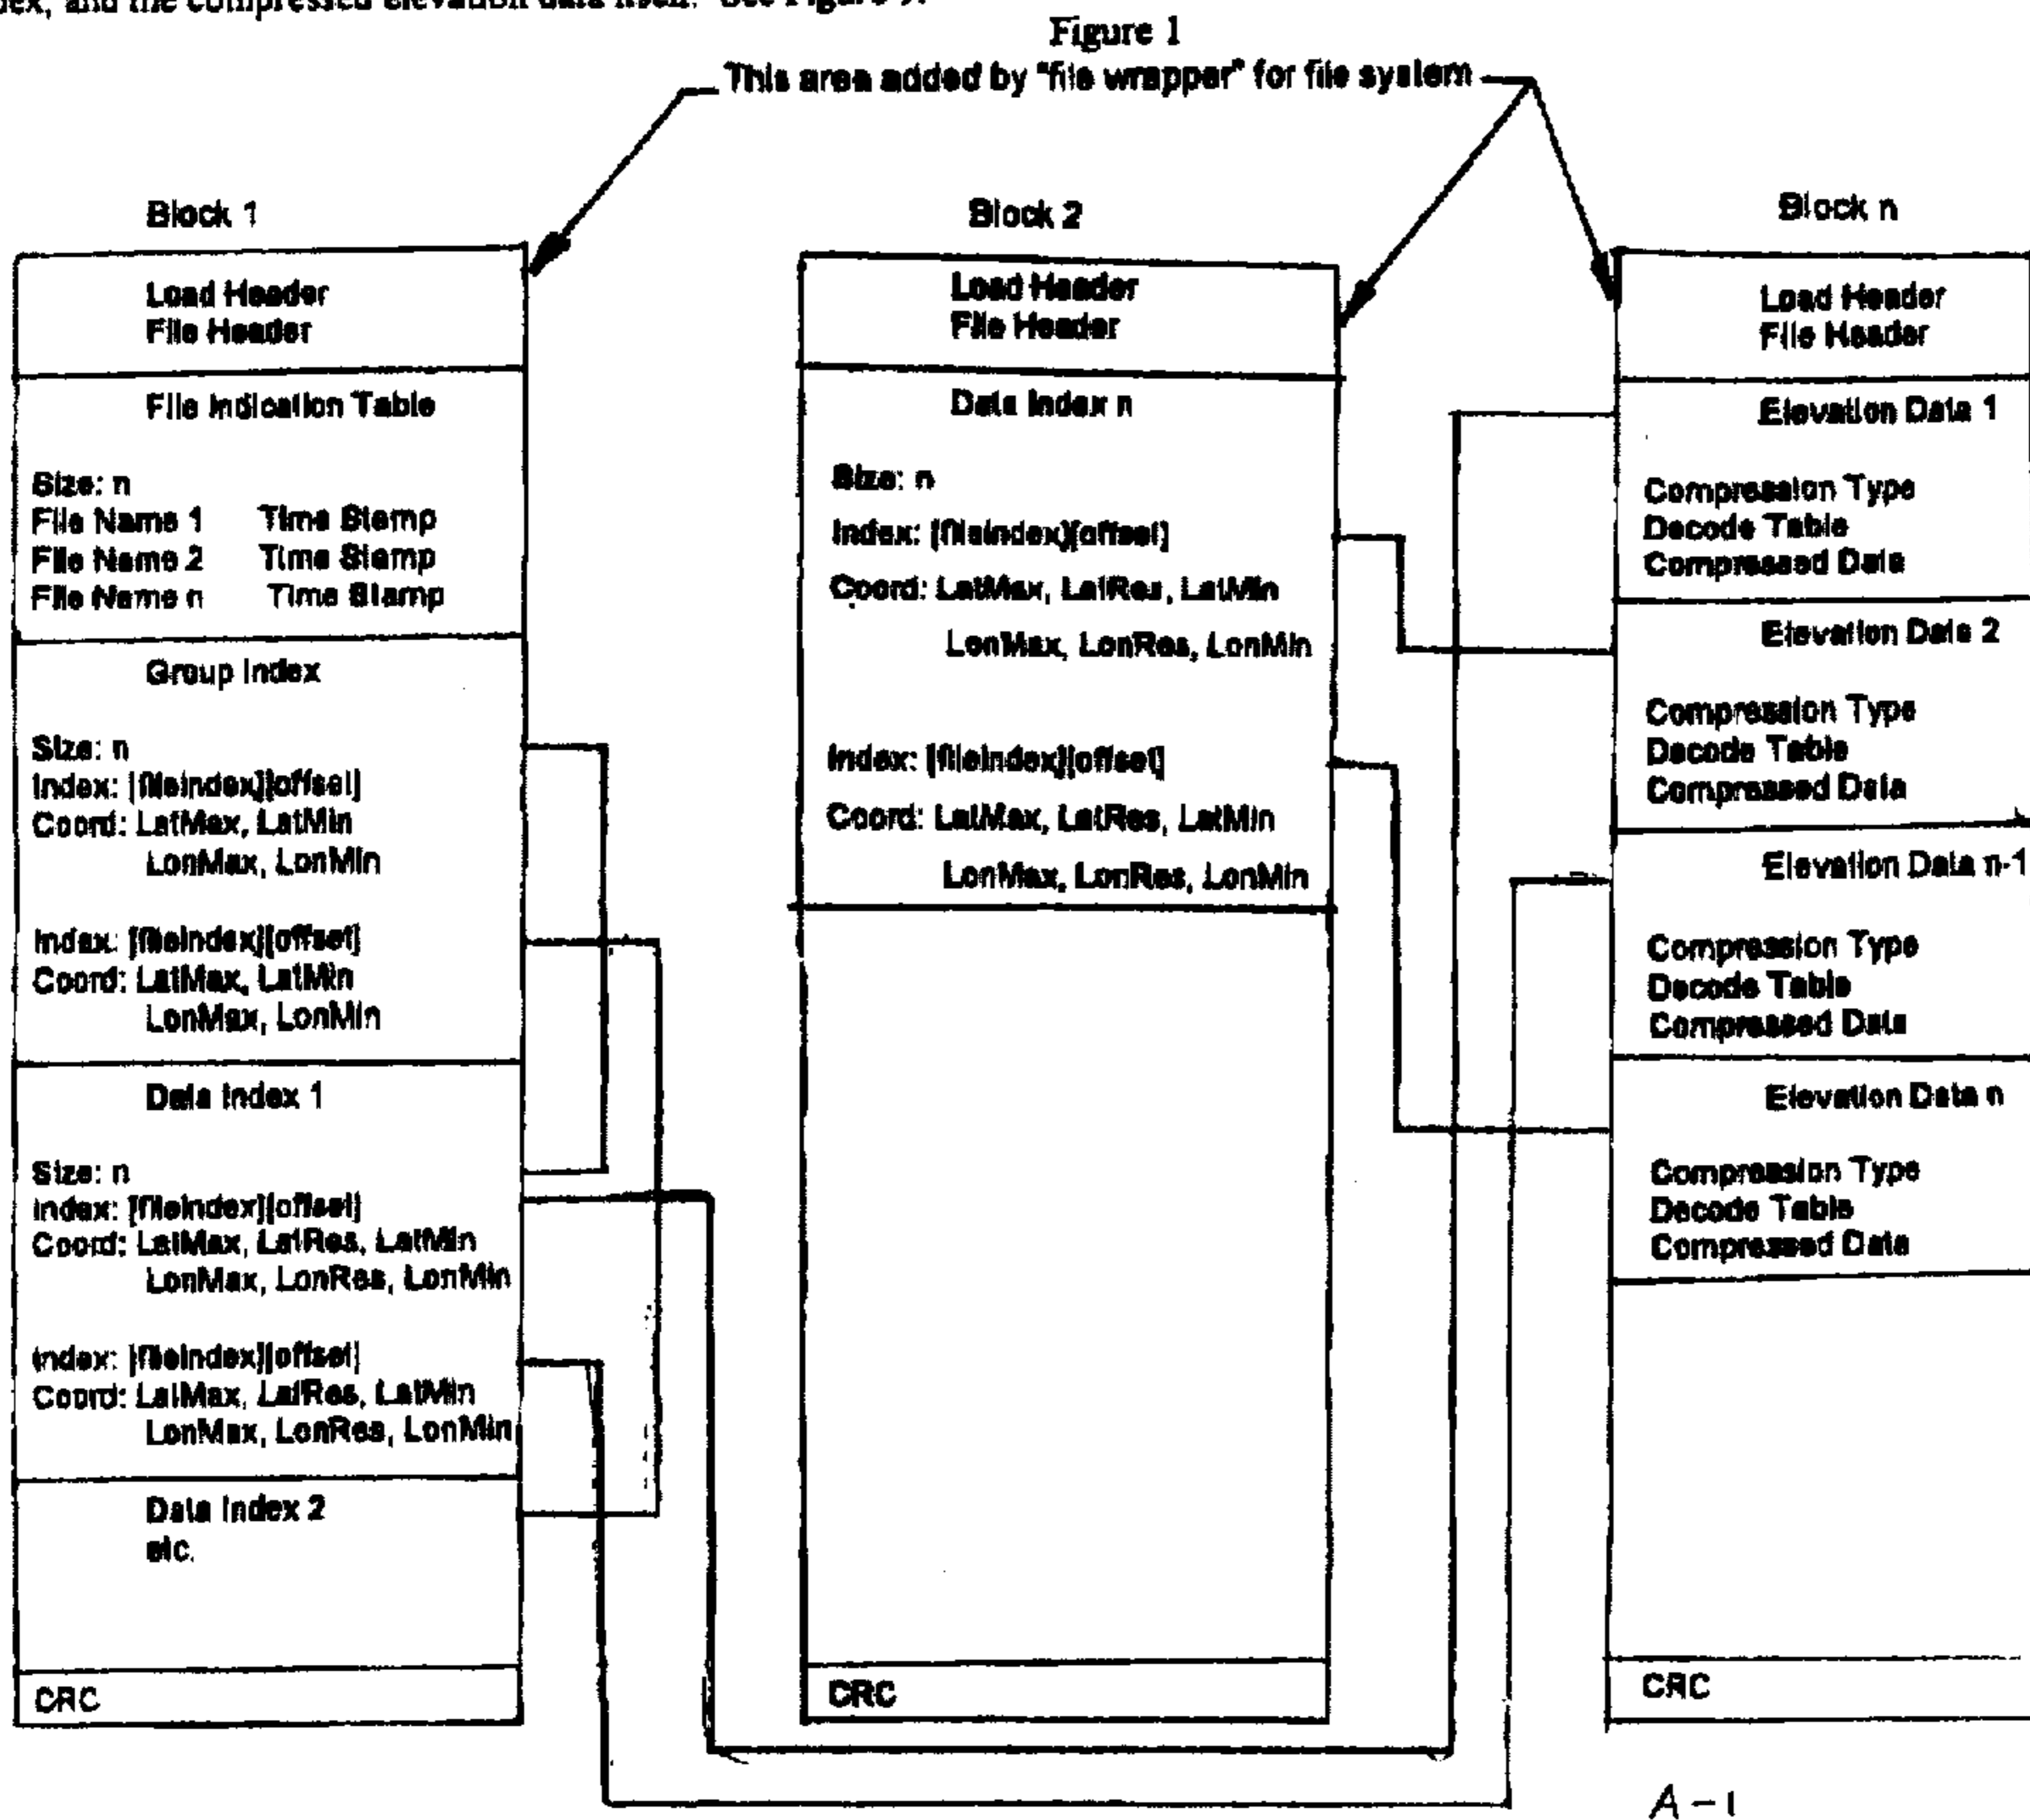 ex, and the compressed elevation data itself. See Figure
Figure 1
This area added by "file wrapper" for file system
Block 1
Load Header
File Header
File Indication Table
Size: n
File Name 1 Time Stamp
File Name 2 Time Stamp
File Name n Time Stamp
Group Index
Size: n
Index: [fileIndex][offset]
Coord: LatMax, LatMin
LonMax, LonMin
Index: [fileIndex][offset]
Coord: LatMax, LatMin
LonMax, LonMin
Data Index 1
Size: n
Index: [fileIndex][offset]
Coord: LatMax, LatRes, LatMin
LonMax, LonRes, LonMin
Index: [fileIndex][offset]
Coord: LatMax, LatRes, LatMin
LonMax, LonRes, LonMin
Data Index 2
etc.
CRC
Block 2
Load Header
File Header
Data Index n
Size: n
Index: [fileIndex][offset]
Coord: LatMax, LatRes, LatMin
LonMax, LonRes, LonMin
Index: [fileIndex][offset]
Coord: LatMax, LatRes, LatMin
LonMax, LonRes, LonMin
CRC
Block n
Load Header
File Header
Elevation Data 1
Compression Type
Decode Table
Compressed Data
Elevation Data 2
Compression Type
Decode Table
Compressed Data
Elevation Data n-1
Compression Type
Decode Table
Compressed Data
Elevation Data n
Compression Type
Decode Table
Compressed Data
CRC
A-1